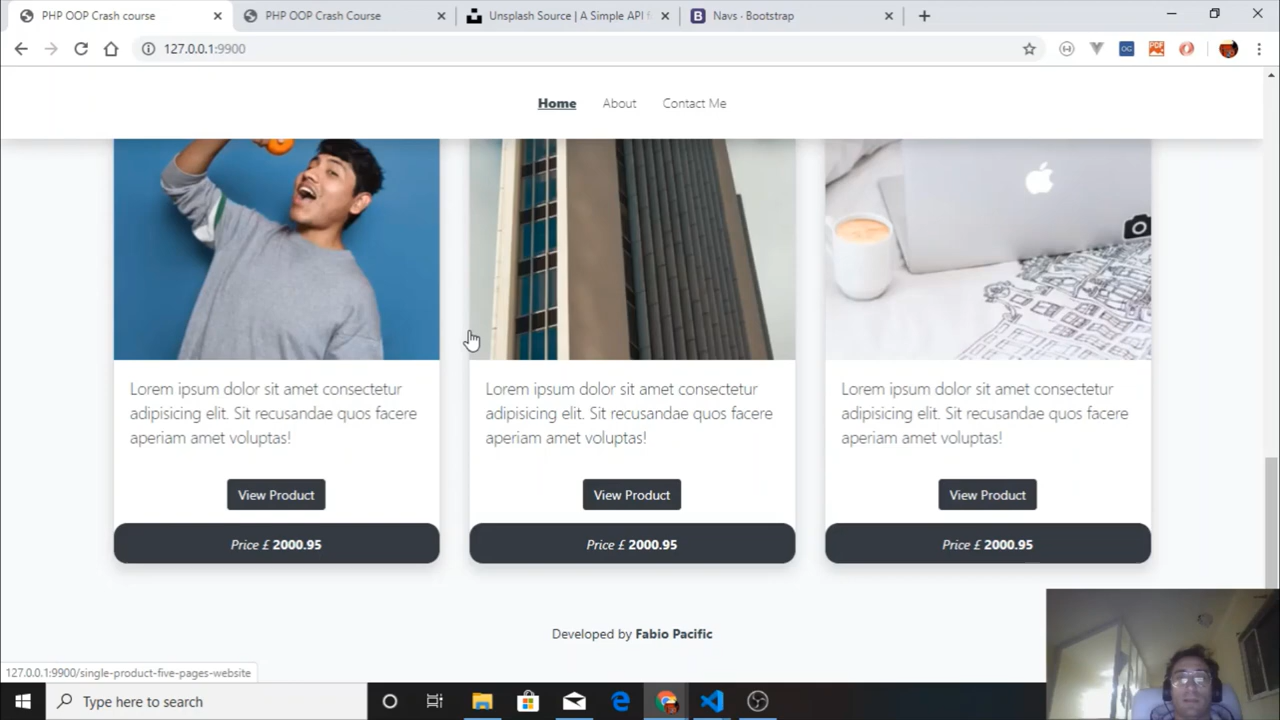 PHP OOP Crash course
PHP OOP Crash Course
Unsplash Source | A Simple API f
Navs · Bootstrap
127.0.0.1:9900
Home About Contact Me
Lorem ipsum dolor sit amet consectetur
adipisicing elit. Sit recusandae quos facere
aperiam amet voluptas!
View Product
Price £ 2000.95
Lorem ipsum dolor sit amet consectetur
adipisicing elit. Sit recusandae quos facere
aperiam amet voluptas!
View Product
Price £ 2000.95
Lorem ipsum dolor sit amet consectetur
adipisicing elit. Sit recusandae quos facere
aperiam amet voluptas!
View Product
Price £ 2000.95
Developed by Fabio Pacific
127.0.0.1:9900/single-product-five-pages-website
Type here to search